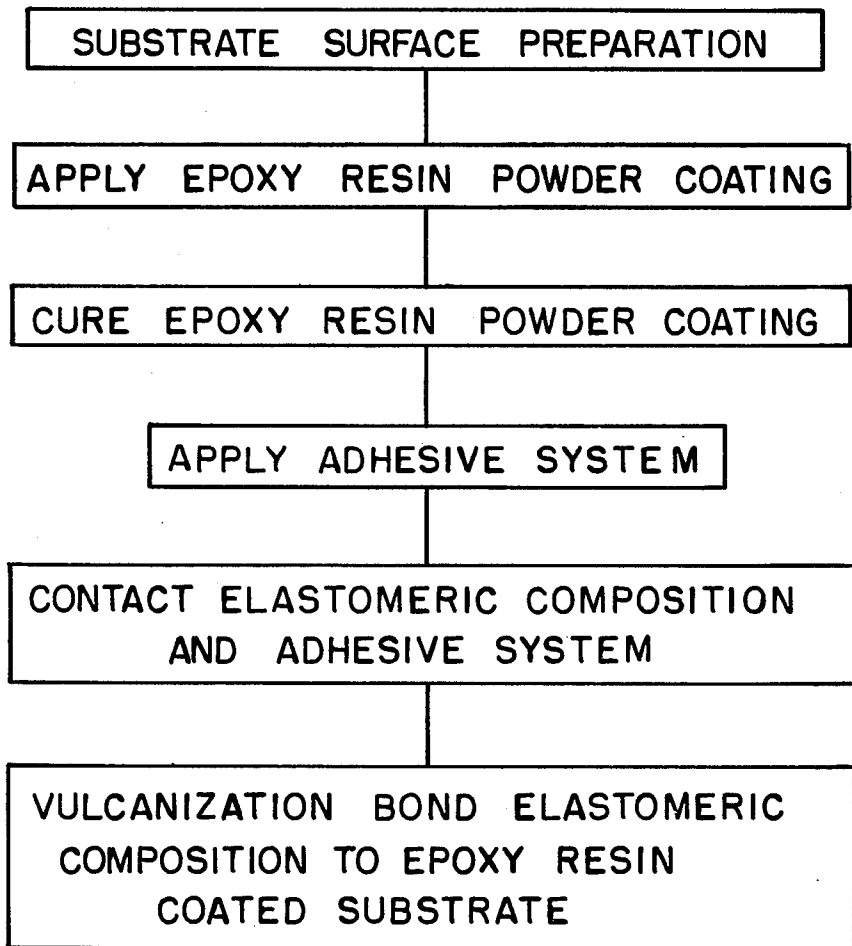 SUBSTRATE SURFACE PREPARATION
APPLY EPOXY RESIN POWDER COATING
CURE EPOXY RESIN POWDER COATING
APPLY ADHESIVE SYSTEM
CONTACT ELASTOMERIC COMPOSITION
AND ADHESIVE SYSTEM
VULCANIZATION BOND ELASTOMERIC
COMPOSITION TO EPOXY RESIN
COATED SUBSTRATE